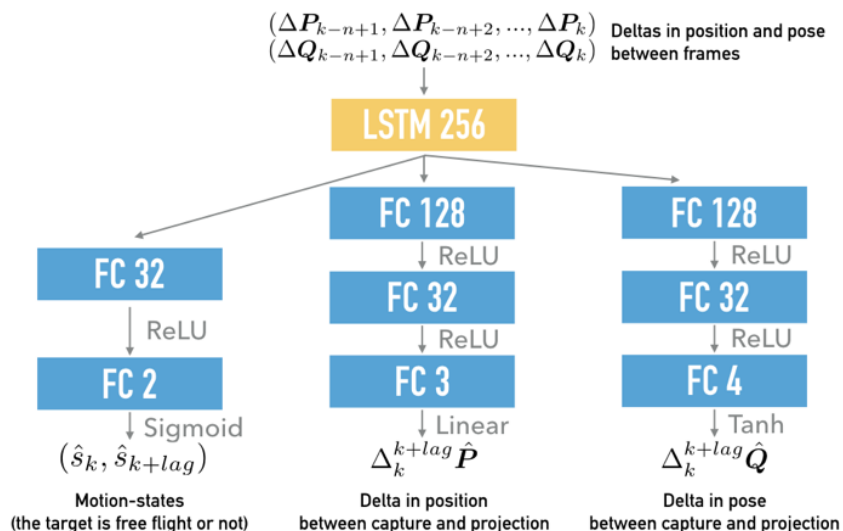 (ΔP_{k−n+1}, ΔP_{k−n+2}, ..., ΔP_k)
(ΔQ_{k−n+1}, ΔQ_{k−n+2}, ..., ΔQ_k)
Deltas in position and pose
between frames
LSTM 256
FC 32
ReLU
FC 2
Sigmoid
(ŝ_k, ŝ_{k+lag})
Motion-states
(the target is free flight or not)
FC 128
ReLU
FC 32
ReLU
FC 3
Linear
Δ_k^{k+lag} P̂
Delta in position
between capture and projection
FC 128
ReLU
FC 32
ReLU
FC 4
Tanh
Δ_k^{k+lag} Q̂
Delta in pose
between capture and projection